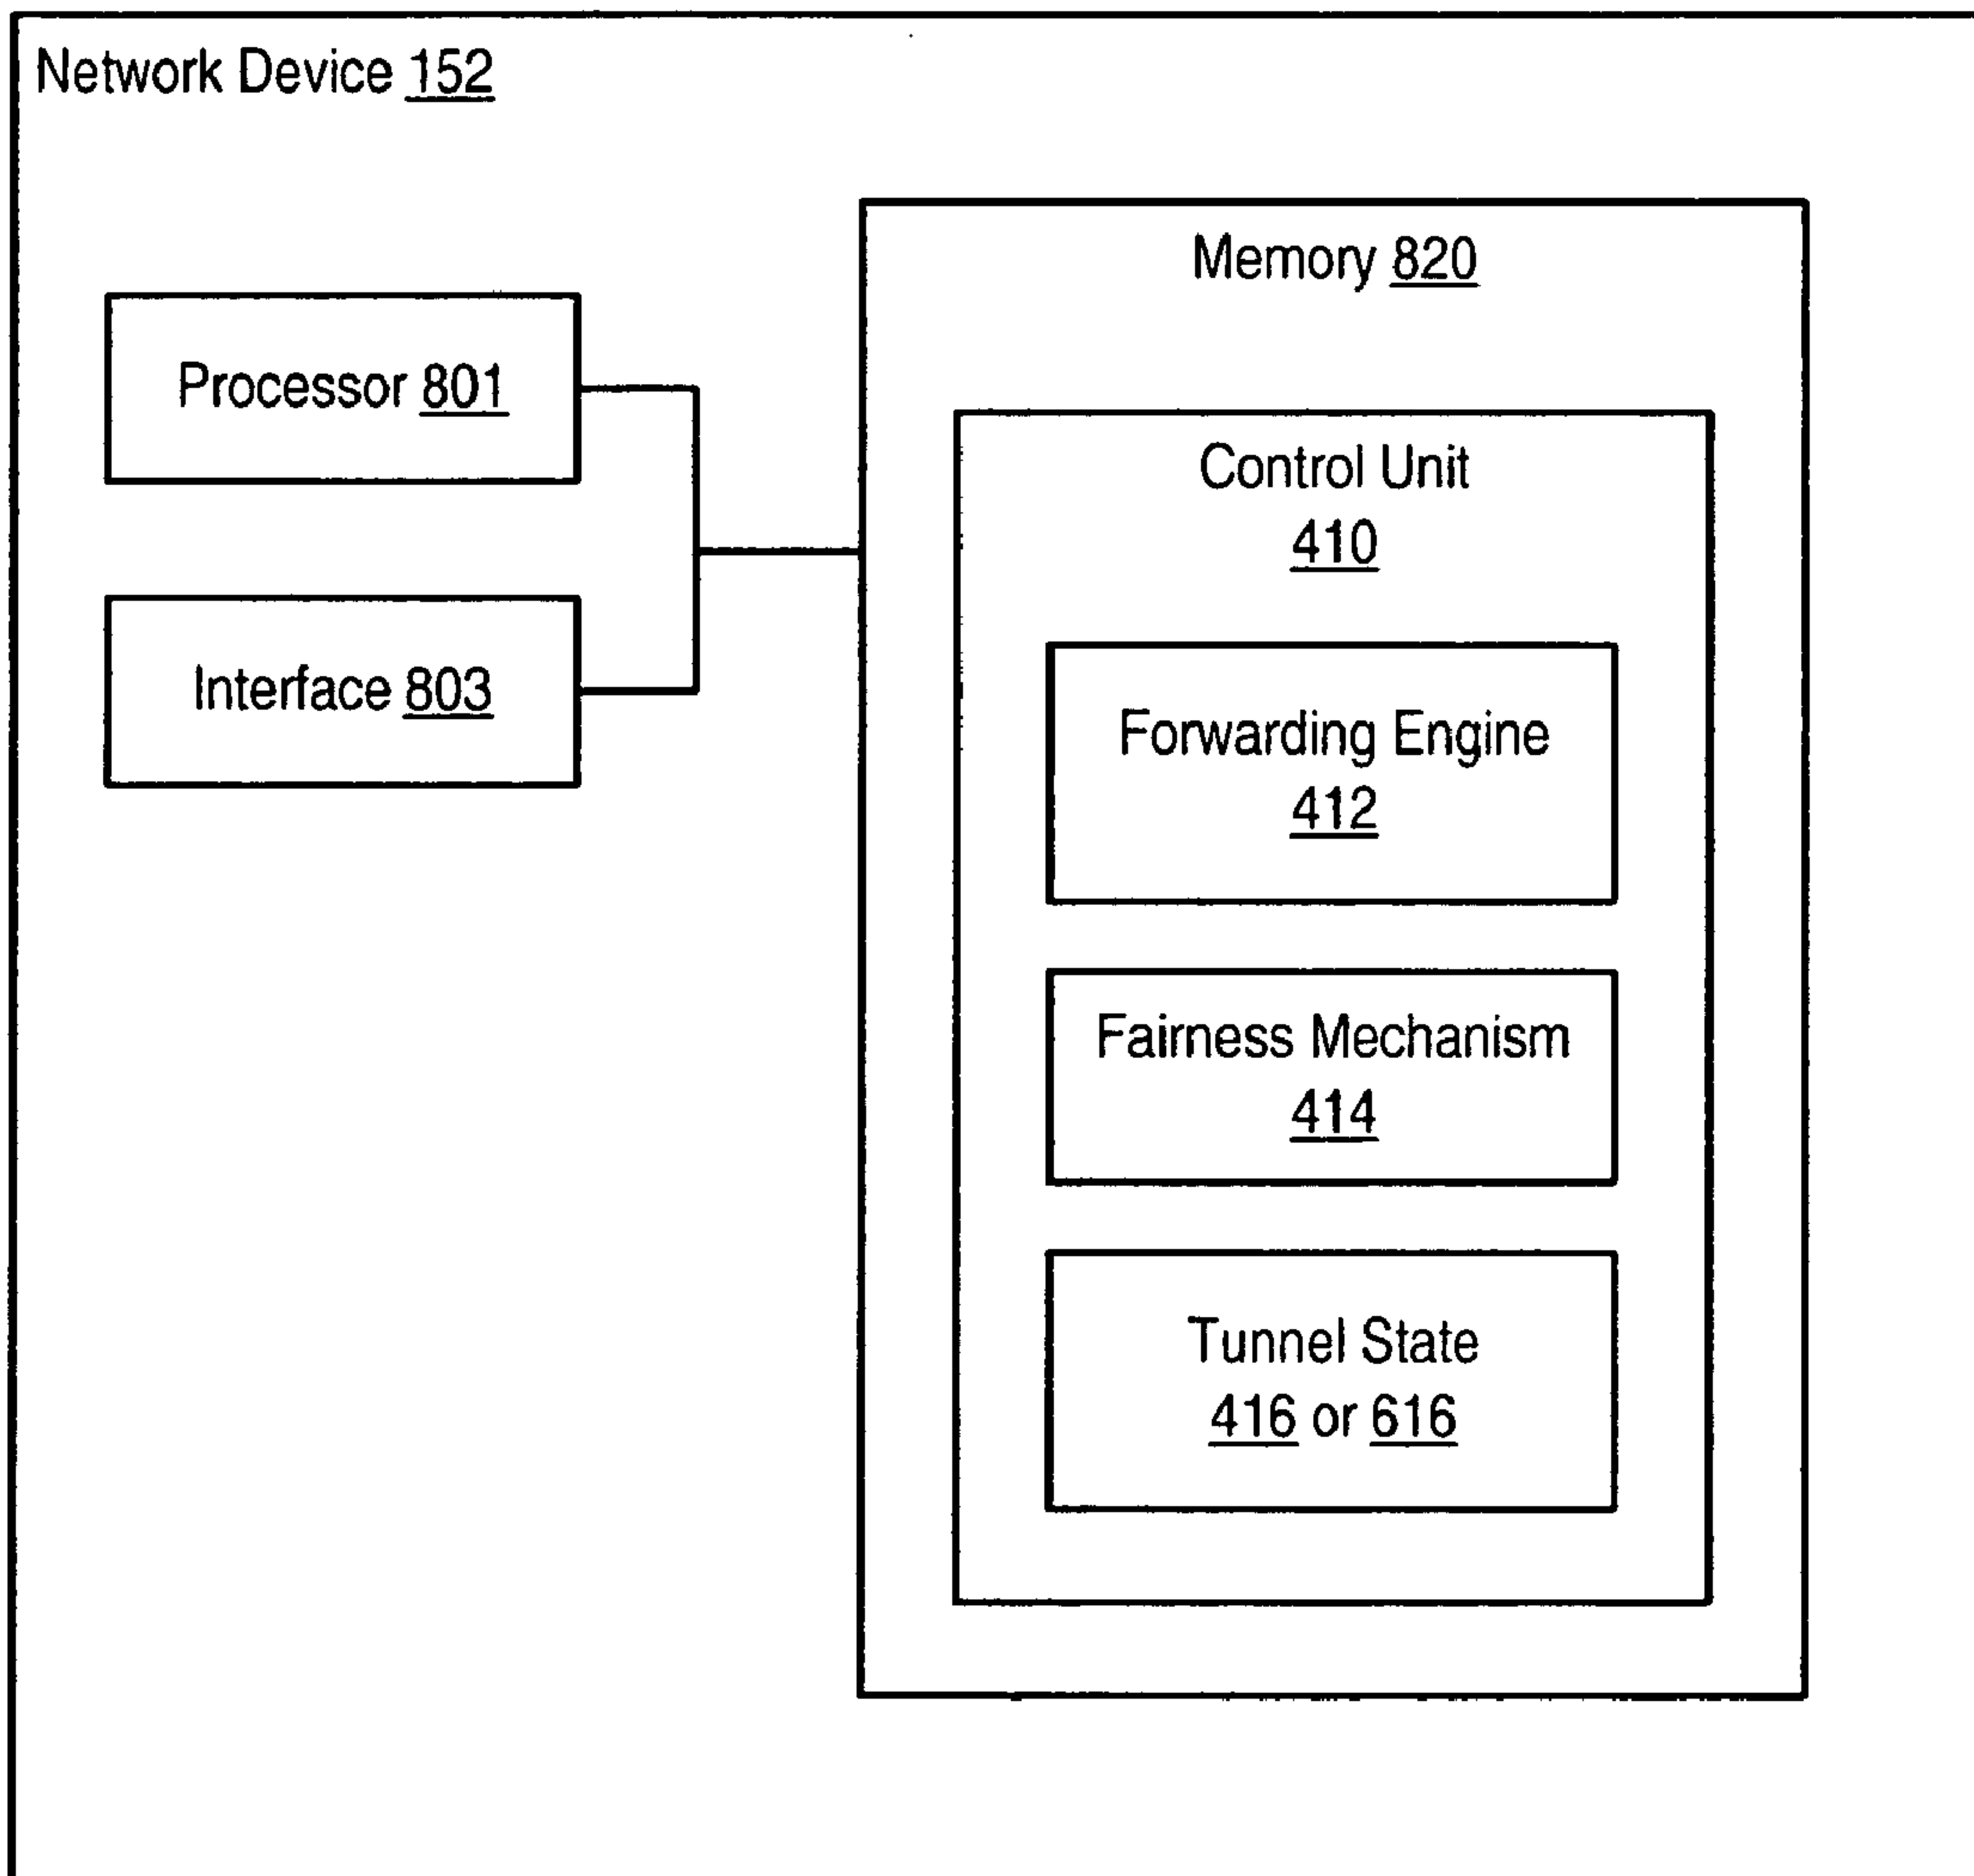 Network Device 152
Memory 820
Processor 801
Control Unit
410
Interface 803
Forwarding Engine
412
Fairness Mechanism
414
Tunnel State
416 or 616